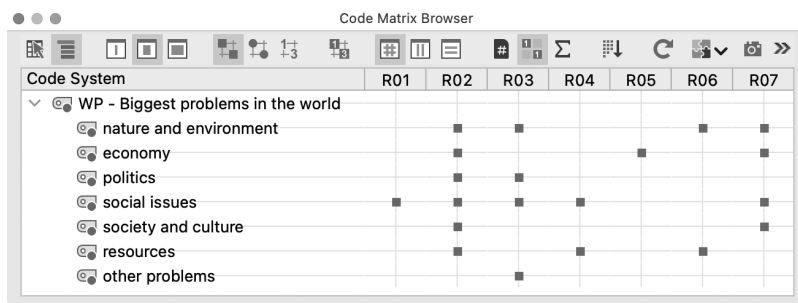 Code Matrix Browser
Code System R01 R02 R03 R04 R05 R06 R07
WP - Biggest problems in the world
nature and environment
economy
politics
social issues
society and culture
resources
other problems